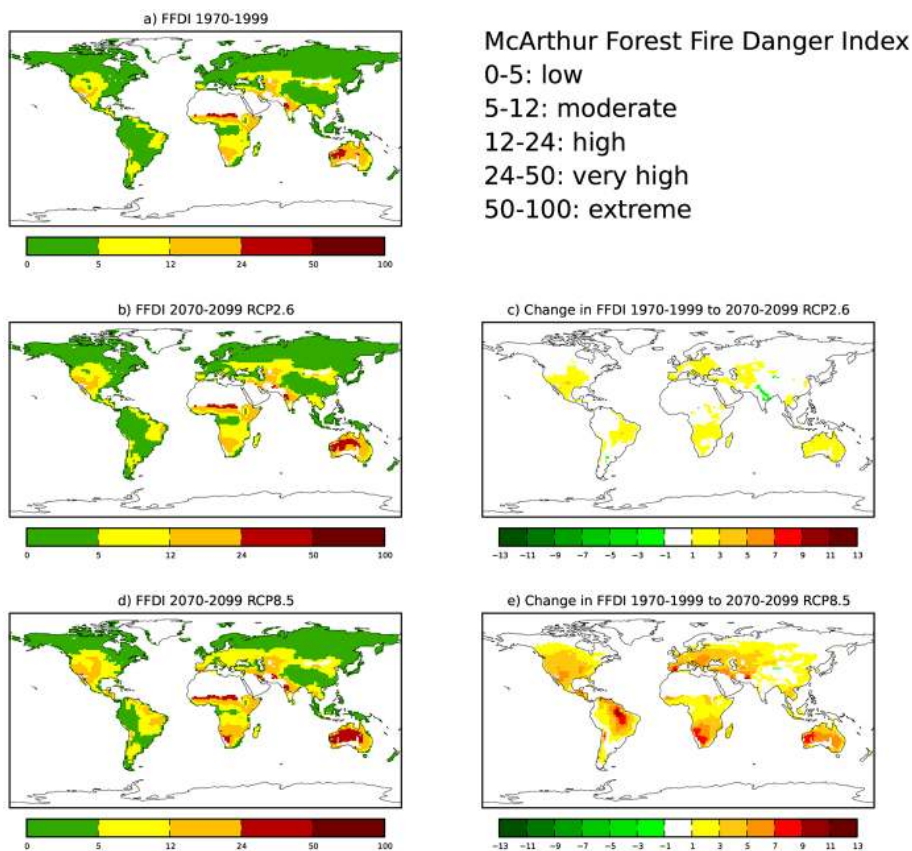 a) FFDI 1970-1999
McArthur Forest Fire Danger Index
0-5: low
5-12: moderate
12-24: high
24-50: very high
50-100: extreme
0 5 12 24 50 100
b) FFDI 2070-2099 RCP2.6
c) Change in FFDI 1970-1999 to 2070-2099 RCP2.6
0 5 12 24 50 100
−13 −11 −9 −7 −5 −3 −1 1 3 5 7 9 11 13
d) FFDI 2070-2099 RCP8.5
e) Change in FFDI 1970-1999 to 2070-2099 RCP8.5
0 5 12 24 50 100
−13 −11 −9 −7 −5 −3 −1 1 3 5 7 9 11 13